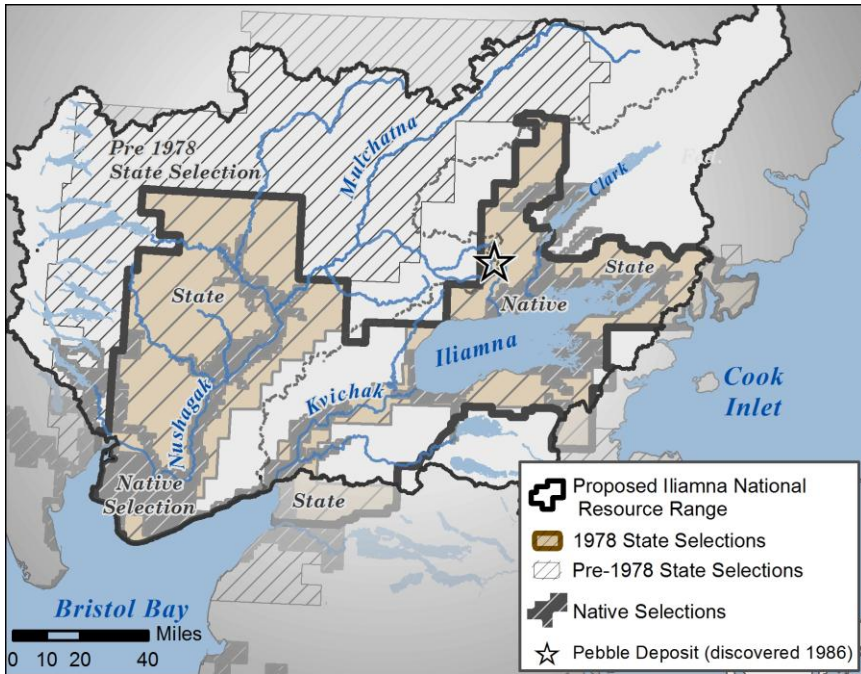 Pre 1978
State Selection
Mulchatna
Clark
Fed.
State
State
Native
Iliamna
Nushagak
Kvichak
Cook
Inlet
Native
Selection
State
Bristol Bay
Miles
0 10 20 40
Proposed Iliamna National
Resource Range
1978 State Selections
Pre-1978 State Selections
Native Selections
Pebble Deposit (discovered 1986)